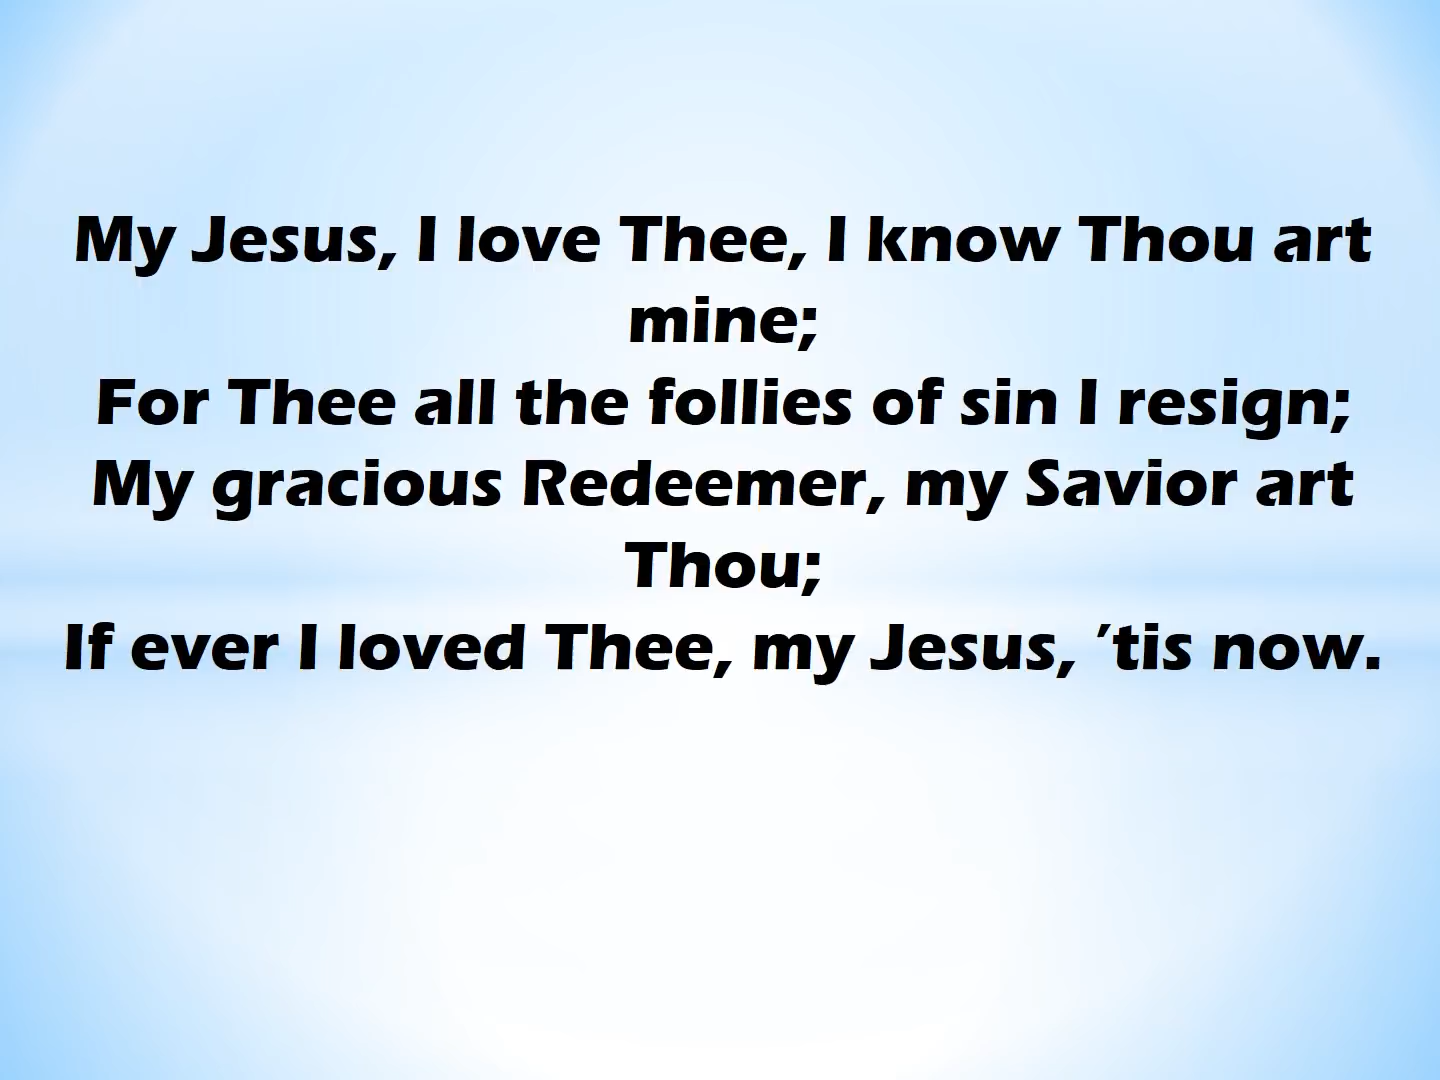 My Jesus, I love Thee, I know Thou art
mine;
For Thee all the follies of sin I resign;
My gracious Redeemer, my Savior art
Thou;
If ever I loved Thee, my Jesus, ’tis now.